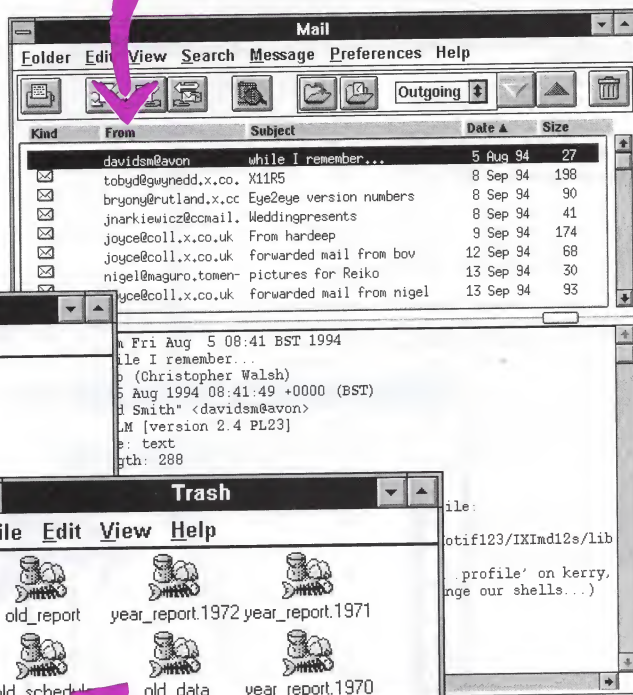 Mail
Folder Edit View Search Message Preferences Help
Outgoing
Kind From Subject Date ▲ Size
davidsm@avon while I remember... 5 Aug 94 27
tobyd@gwynedd.x.co. X11R5 8 Sep 94 198
bryony@rutland.x.cc Eye2eye version numbers 8 Sep 94 90
jnarkiewicz@ccmail. Weddingpresents 8 Sep 94 41
joyce@coll.x.co.uk From hardeep 9 Sep 94 174
joyce@coll.x.co.uk forwarded mail from bov 12 Sep 94 68
nigel@maguro.tomen- pictures for Reiko 13 Sep 94 30
yce@coll.x.co.uk forwarded mail from nigel 13 Sep 94 93
Fri Aug 5 08:41 BST 1994
ile I remember...
(Christopher Walsh)
5 Aug 1994 08:41:49 +0000 (BST)
d Smith" <davidsm@avon>
LM [version 2.4 PL23]
e: text
gth: 288
ile:
otif123/IXImd12s/lib
.profile' on kerry,
nge our shells...)
Trash
ile Edit View Help
old_report year_report.1972 year_report.1971
old_data year_report.1970